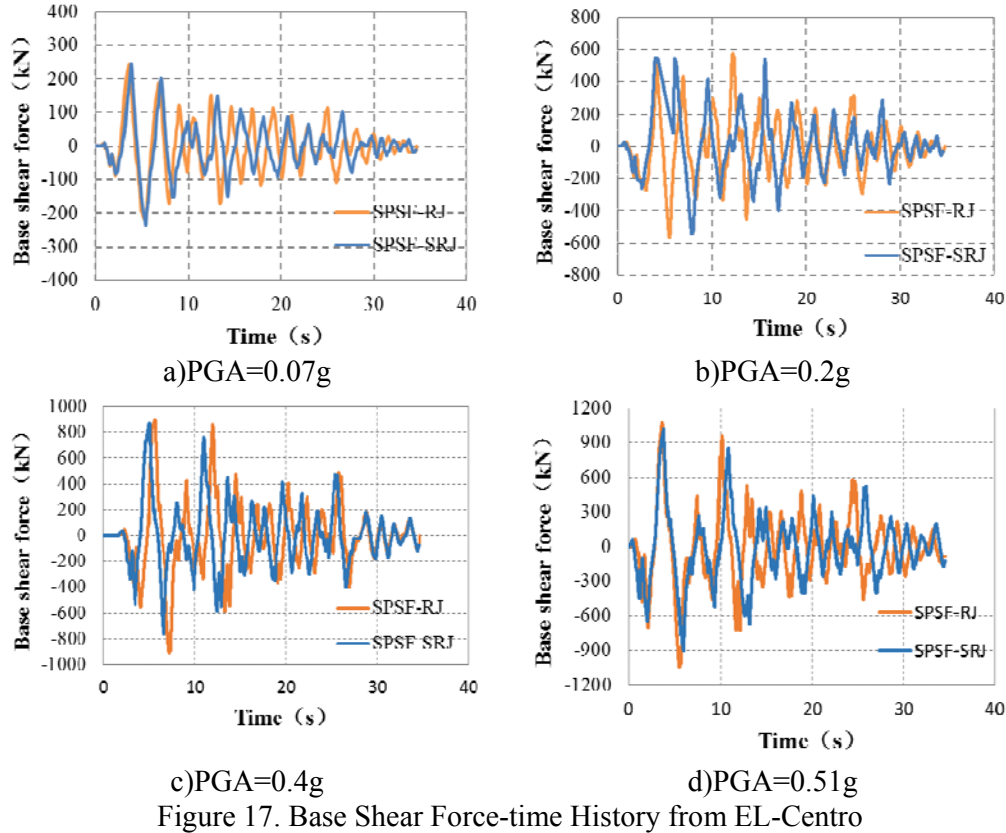 400
300
200
100
0
-100
-200
-300
-400
Base shear force（kN）
SPSF-RJ
SPSF-SRJ
0 10 20 30 40
Time（s）
a)PGA=0.07g
800
600
400
200
0
-200
-400
-600
-800
Base shear force（kN）
SPSF-RJ
SPSF-SRJ
0 10 20 30 40
Time（s）
b)PGA=0.2g
1000
800
600
400
200
0
-200
-400
-600
-800
-1000
Base shear force（kN）
SPSF-RJ
SPSF-SRJ
0 10 20 30 40
Time（s）
c)PGA=0.4g
1200
900
600
300
0
-300
-600
-900
-1200
Base shear force（kN）
SPSF-RJ
SPSF-SRJ
0 10 20 30 40
Time（s）
d)PGA=0.51g
Figure 17. Base Shear Force-time History from EL-Centro